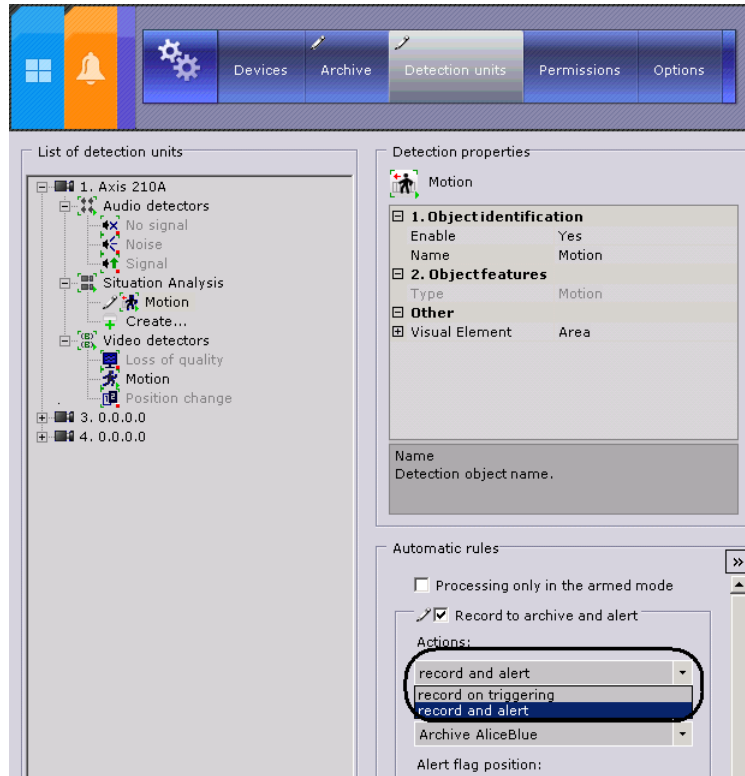 Devices
Archive
Detection units
Permissions
Options
List of detection units
1. Axis 210A
Audio detectors
No signal
Noise
Signal
Situation Analysis
Motion
Create...
Video detectors
Loss of quality
Motion
Position change
3. 0.0.0.0
4. 0.0.0.0
Detection properties
Motion
1. Object identification
Enable Yes
Name Motion
2. Object features
Type Motion
Other
Visual Element Area
Name
Detection object name.
Automatic rules
»
Processing only in the armed mode
Record to archive and alert
Actions:
record and alert
record on triggering
record and alert
Archive AliceBlue
Alert flag position: